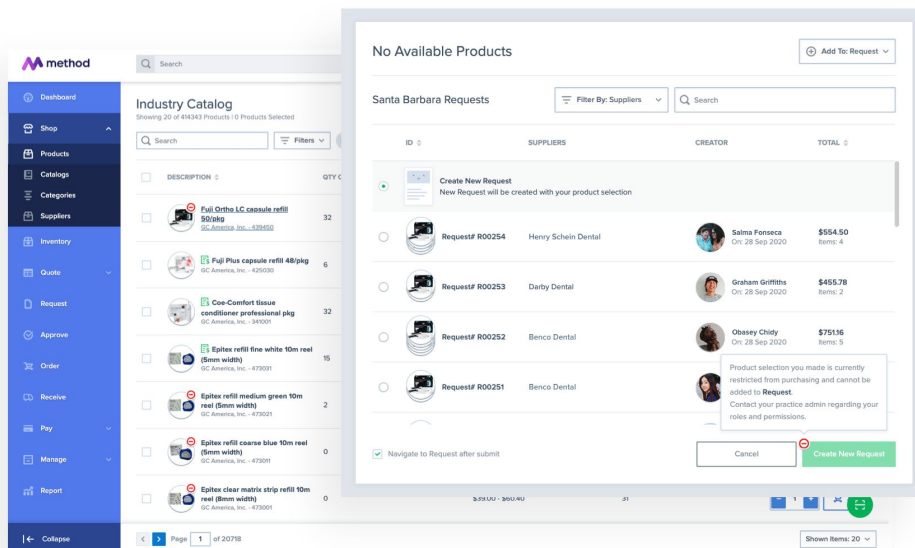 method
Search
Dashboard
Shop
Products
Catalogs
Categories
Suppliers
Inventory
Quote
Request
Approve
Order
Receive
Pay
Manage
Report
Collapse
Industry Catalog
Showing 20 of 414343 Products | 0 Products Selected
Search
Filters
DESCRIPTION
QTY
Fuji Ortho LC capsule refill
50/pkg
GC America, Inc. - 439450
32
Fuji Plus capsule refill 48/pkg
GC America, Inc. - 425030
6
Coe-Comfort tissue
conditioner professional pkg
GC America, Inc. - 341001
32
Epitex refill fine white 10m reel
(5mm width)
GC America, Inc. - 473031
15
Epitex refill medium green 10m
reel (5mm width)
GC America, Inc. - 473021
2
Epitex refill coarse blue 10m reel
(5mm width)
GC America, Inc. - 473011
0
Epitex clear matrix strip refill 10m
reel (8mm width)
GC America, Inc. - 473001
0
$39.00 - $60.40
31
1
Page 1 of 20718
Shown Items: 20
No Available Products
Add To: Request
Santa Barbara Requests
Filter By: Suppliers
Search
ID
SUPPLIERS
CREATOR
TOTAL
Create New Request
New Request will be created with your product selection
Request# R00254
Henry Schein Dental
Salma Fonseca
On: 28 Sep 2020
$554.50
Items: 4
Request# R00253
Darby Dental
Graham Griffiths
On: 28 Sep 2020
$455.78
Items: 2
Request# R00252
Benco Dental
Obasey Chidy
On: 28 Sep 2020
$751.16
Items: 5
Request# R00251
Benco Dental
Product selection you made is currently
restricted from purchasing and cannot be
added to Request.
Contact your practice admin regarding your
roles and permissions.
Navigate to Request after submit
Cancel
Create New Request